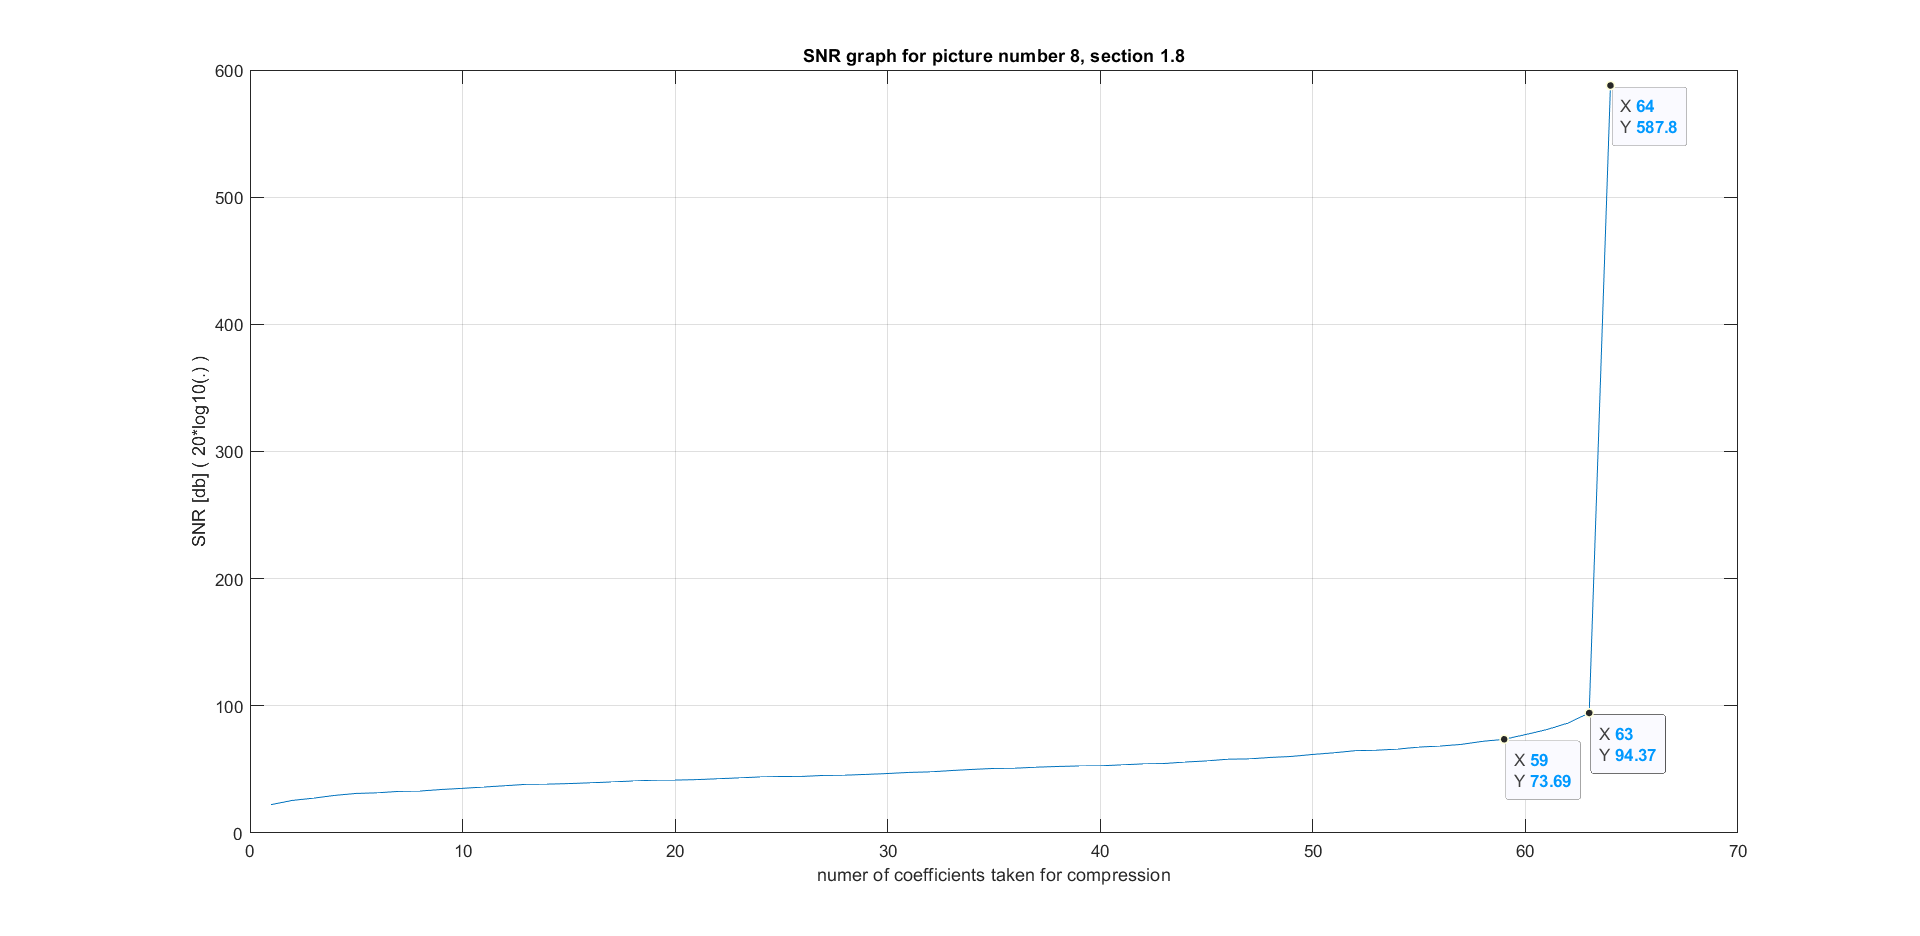 SNR graph for picture number 8, section 1.8
600
500
400
300
200
100
0
SNR [db] ( 20*log10(.) )
X 64
Y 587.8
X 63
Y 94.37
X 59
Y 73.69
0 10 20 30 40 50 60 70
numer of coefficients taken for compression